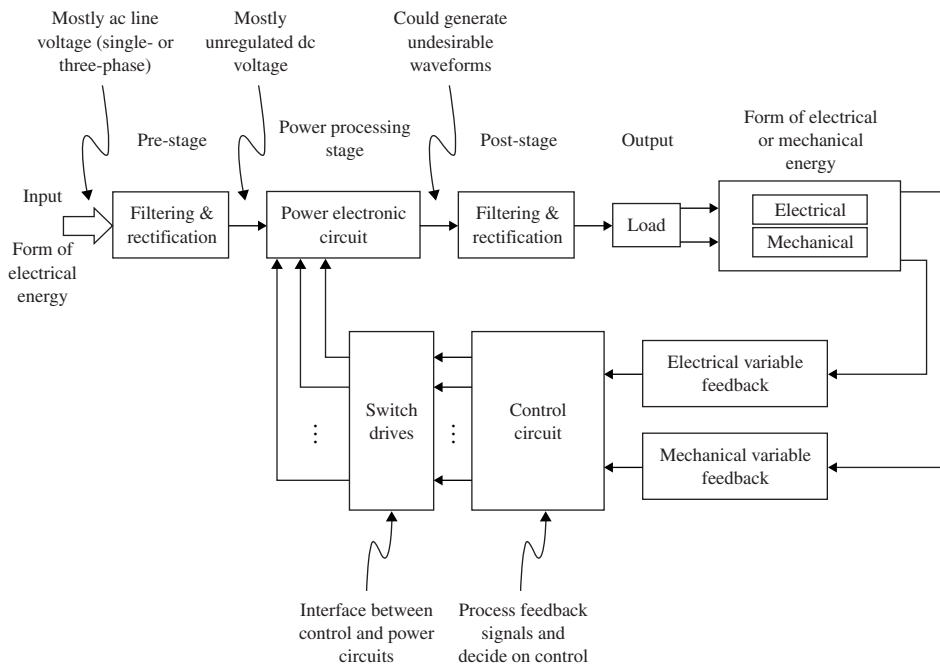 Mostly ac line
voltage (single- or
three-phase)
Mostly
unregulated dc
voltage
Could generate
undesirable
waveforms
Pre-stage
Power processing
stage
Post-stage
Output
Form of electrical
or mechanical
energy
Input
Form of
electrical
energy
Filtering &
rectification
Power electronic
circuit
Filtering &
rectification
Load
Electrical
Mechanical
Switch
drives
Control
circuit
Electrical variable
feedback
Mechanical variable
feedback
Interface between
control and power
circuits
Process feedback
signals and
decide on control